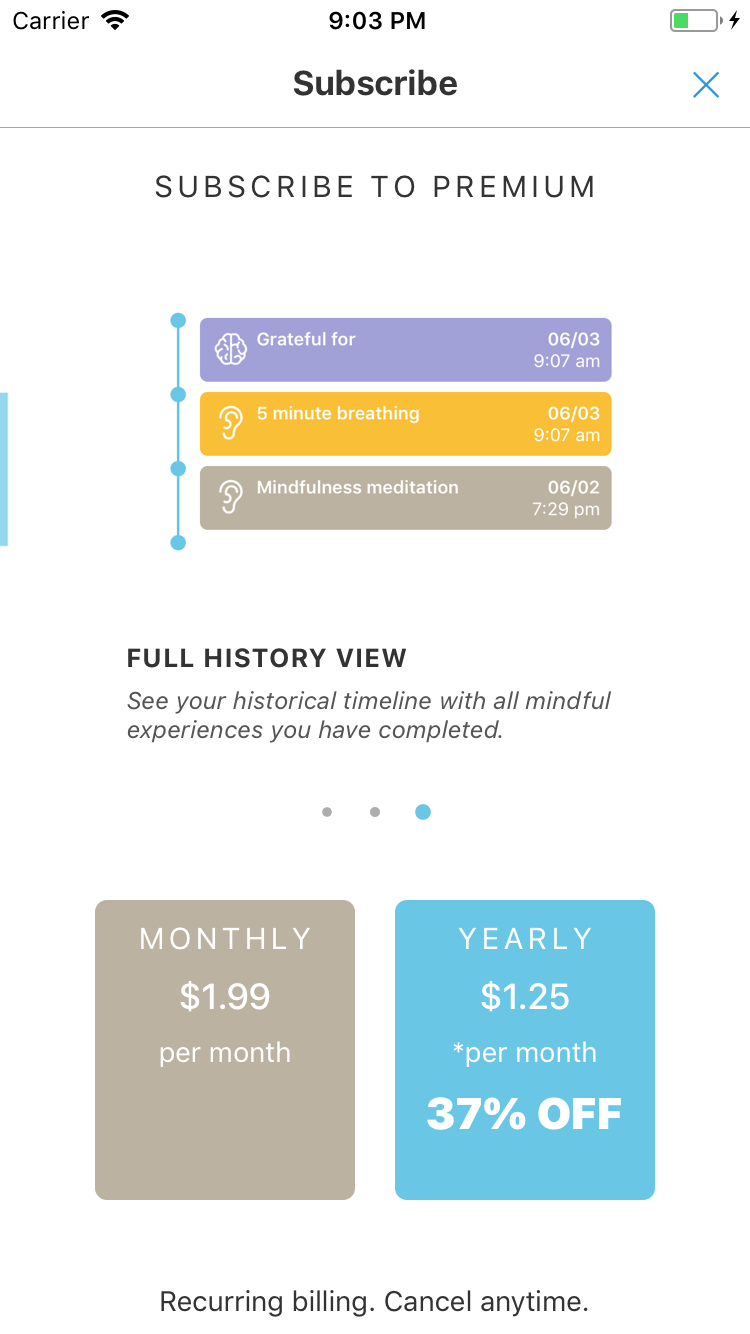 Carrier 9:03 PM
Subscribe
SUBSCRIBE TO PREMIUM
Grateful for 06/03
9:07 am
5 minute breathing 06/03
9:07 am
Mindfulness meditation 06/02
7:29 pm
FULL HISTORY VIEW
See your historical timeline with all mindful
experiences you have completed.
MONTHLY
$1.99
per month
YEARLY
$1.25
*per month
37% OFF
Recurring billing. Cancel anytime.